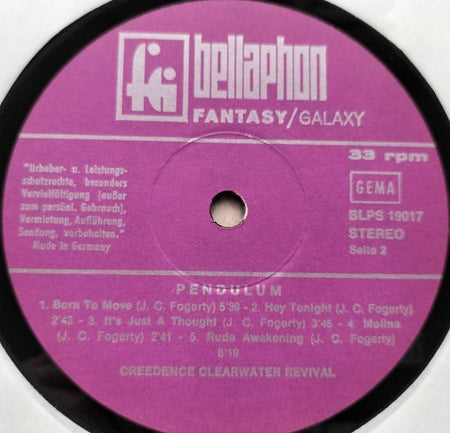 bellaphon
FANTASY/GALAXY
33 rpm
"Urheber- u. Leistungs-
schutzrechte, besonders
Vervielfältigung (außer
zum persönl. Gebrauch),
Vermietung, Aufführung,
Sendung, vorbehalten."
Made in Germany
GEMA
BLPS 19017
STEREO
Seite 2
PENDULUM
1. Born To Move (J. C. Fogerty) 5'39 - 2. Hey Tonight (J. C. Fogerty)
2'43 - 3. It's Just A Thought (J. C. Fogerty) 3'45 - 4. Molina
(J. C. Fogerty) 2'41 - 5. Rude Awakening (J. C. Fogerty)
6'19
CREEDENCE CLEARWATER REVIVAL